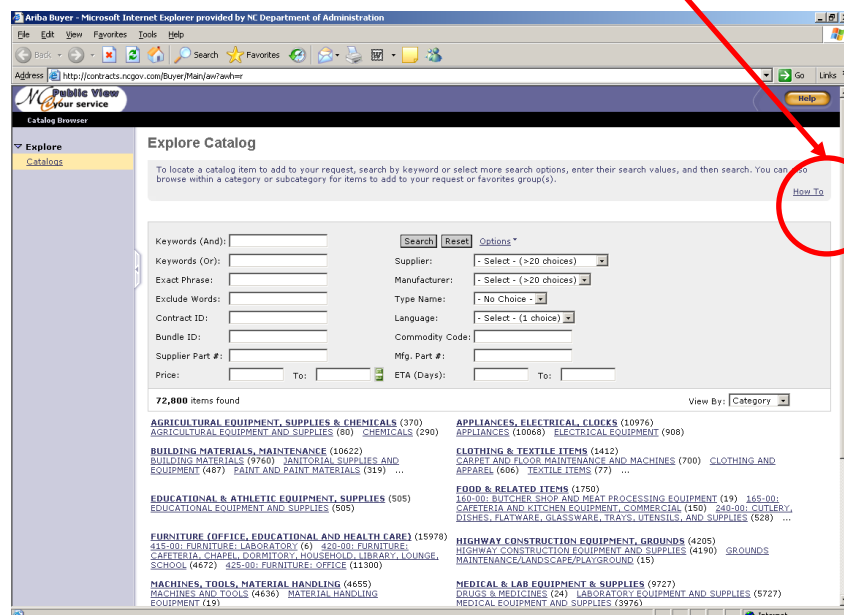 Ariba Buyer - Microsoft Internet Explorer provided by NC Department of Administration
File Edit View Favorites Tools Help
Back Search Favorites
Address http://contracts.ncgov.com/Buyer/Main/aw?awh=r Go Links
NC Public View @your service Help
Catalog Browser
Explore
Catalogs
Explore Catalog
To locate a catalog item to add to your request, search by keyword or select more search options, enter their search values, and then search. You can also
browse within a category or subcategory for items to add to your request or favorites group(s).
How To
Keywords (And): Search Reset Options
Keywords (Or): Supplier: - Select - (>20 choices)
Exact Phrase: Manufacturer: - Select - (>20 choices)
Exclude Words: Type Name: - No Choice -
Contract ID: Language: - Select - (1 choice)
Bundle ID: Commodity Code:
Supplier Part #: Mfg. Part #:
Price: To: ETA (Days): To:
72,800 items found View By: Category
AGRICULTURAL EQUIPMENT, SUPPLIES & CHEMICALS (370)
AGRICULTURAL EQUIPMENT AND SUPPLIES (80) CHEMICALS (290)
APPLIANCES, ELECTRICAL, CLOCKS (10976)
APPLIANCES (10068) ELECTRICAL EQUIPMENT (908)
BUILDING MATERIALS, MAINTENANCE (10622)
BUILDING MATERIALS (9760) JANITORIAL SUPPLIES AND
EQUIPMENT (487) PAINT AND PAINT MATERIALS (319) ...
CLOTHING & TEXTILE ITEMS (1412)
CARPET AND FLOOR MAINTENANCE AND MACHINES (700) CLOTHING AND
APPAREL (606) TEXTILE ITEMS (77) ...
EDUCATIONAL & ATHLETIC EQUIPMENT, SUPPLIES (505)
EDUCATIONAL EQUIPMENT AND SUPPLIES (505)
FOOD & RELATED ITEMS (1750)
160-00: BUTCHER SHOP AND MEAT PROCESSING EQUIPMENT (19) 165-00:
CAFETERIA AND KITCHEN EQUIPMENT, COMMERCIAL (150) 240-00: CUTLERY,
DISHES, FLATWARE, GLASSWARE, TRAYS, UTENSILS, AND SUPPLIES (528) ...
FURNITURE (OFFICE, EDUCATIONAL AND HEALTH CARE) (15978)
415-00: FURNITURE: LABORATORY (6) 420-00: FURNITURE:
CAFETERIA, CHAPEL, DORMITORY, HOUSEHOLD, LIBRARY, LOUNGE,
SCHOOL (4672) 425-00: FURNITURE: OFFICE (11300)
HIGHWAY CONSTRUCTION EQUIPMENT, GROUNDS (4205)
HIGHWAY CONSTRUCTION EQUIPMENT AND SUPPLIES (4190) GROUNDS
MAINTENANCE/LANDSCAPE/PLAYGROUND (15)
MACHINES, TOOLS, MATERIAL HANDLING (4655)
MACHINES AND TOOLS (4636) MATERIAL HANDLING
EQUIPMENT (19)
MEDICAL & LAB EQUIPMENT & SUPPLIES (9727)
DRUGS & MEDICINES (24) LABORATORY EQUIPMENT AND SUPPLIES (5727)
MEDICAL EQUIPMENT AND SUPPLIES (3976)
Internet